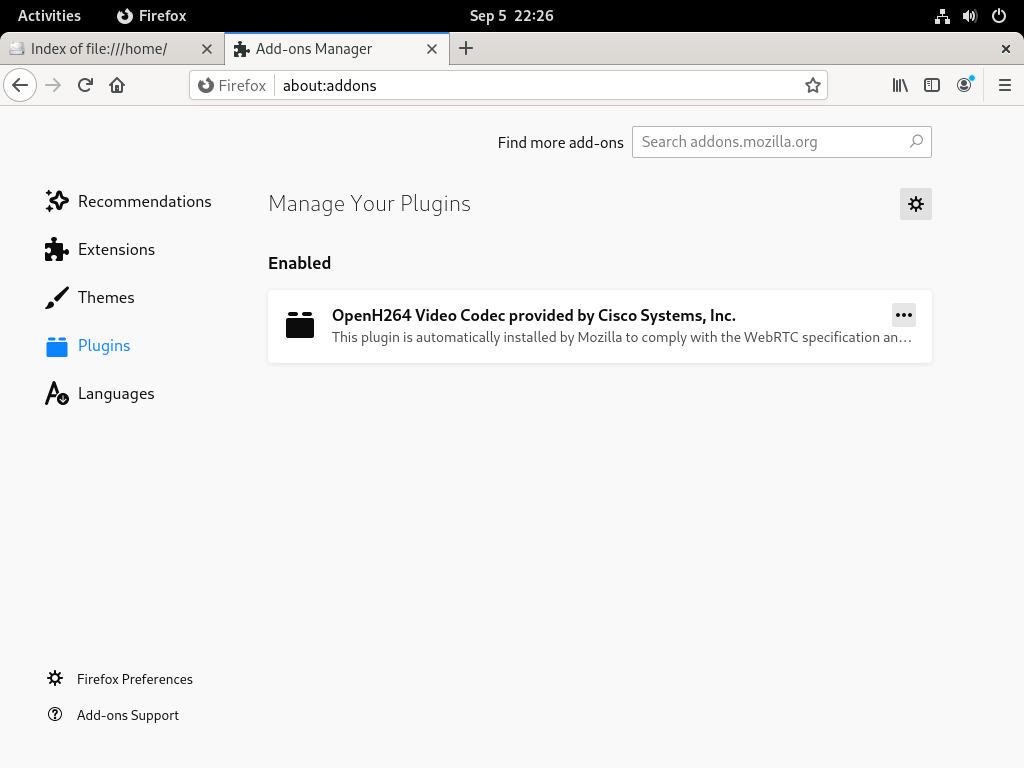 Activities
Firefox
Sep 5 22:26
Index of file:///home/
Add-ons Manager
Firefox
about:addons
Find more add-ons
Search addons.mozilla.org
Recommendations
Extensions
Themes
Plugins
Languages
Manage Your Plugins
Enabled
OpenH264 Video Codec provided by Cisco Systems, Inc.
This plugin is automatically installed by Mozilla to comply with the WebRTC specification an…
Firefox Preferences
Add-ons Support